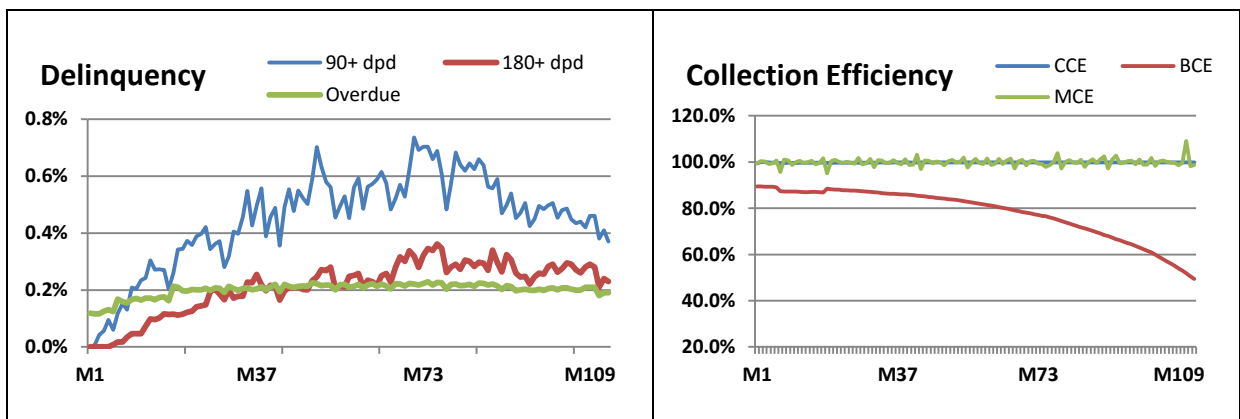 Delinquency
90+ dpd
180+ dpd
Overdue
0.8%
0.6%
0.4%
0.2%
0.0%
M1
M37
M73
M109
Collection Efficiency
CCE
BCE
MCE
120.0%
100.0%
80.0%
60.0%
40.0%
20.0%
M1
M37
M73
M109